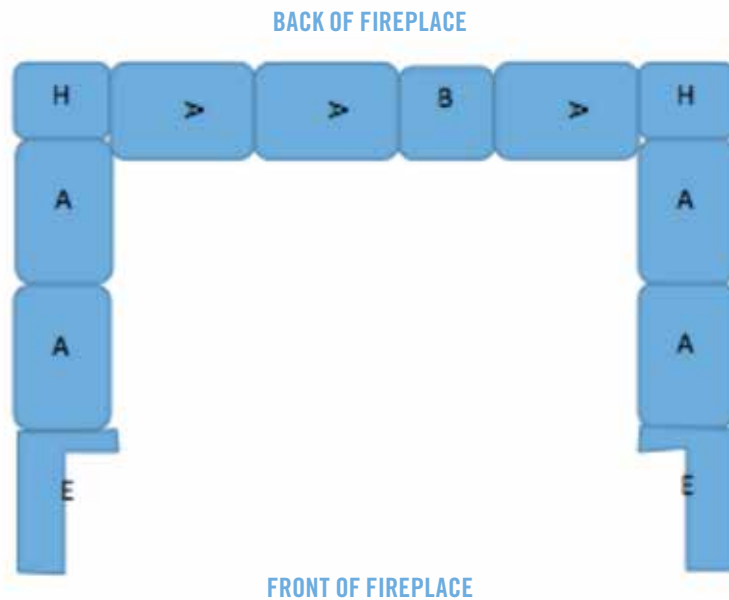 BACK OF FIREPLACE
H A A B A H
A A
A A
E E
FRONT OF FIREPLACE